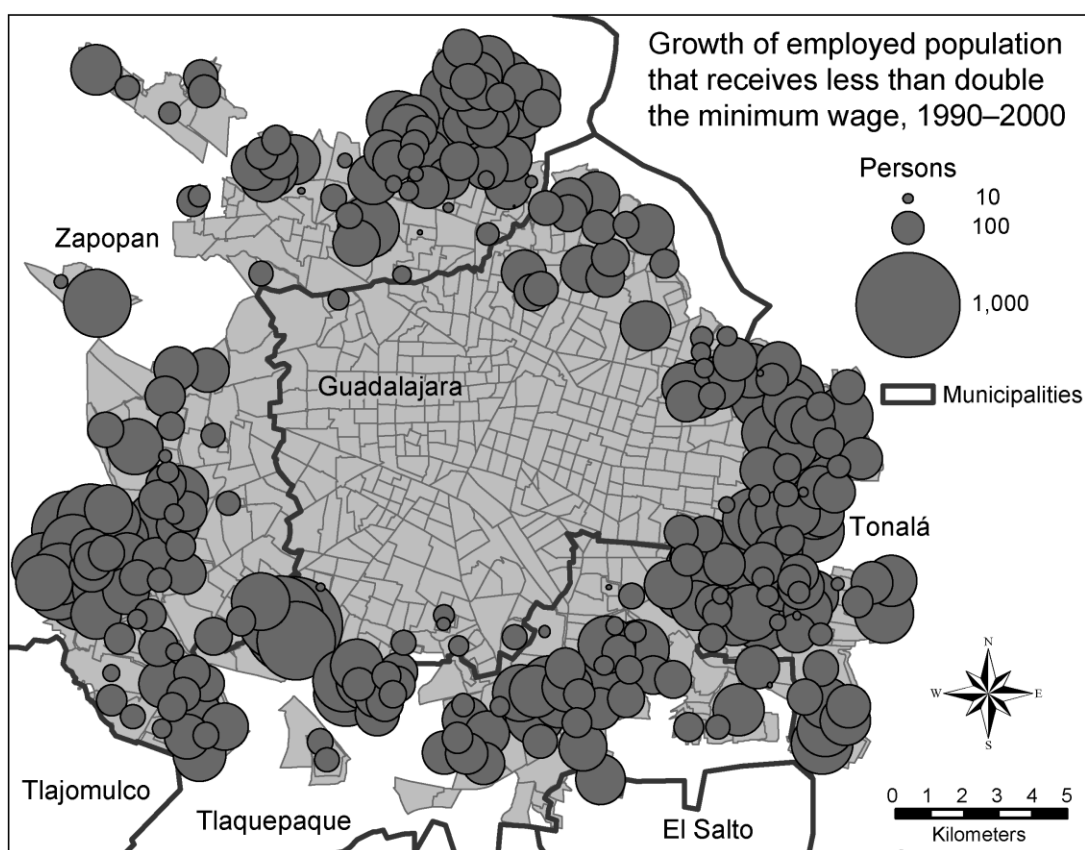 Growth of employed population
that receives less than double
the minimum wage, 1990–2000
Persons
10
100
1,000
Municipalities
Zapopan
Guadalajara
Tonalá
N
W E
S
Tlajomulco
Tlaquepaque
El Salto
0 1 2 3 4 5
Kilometers